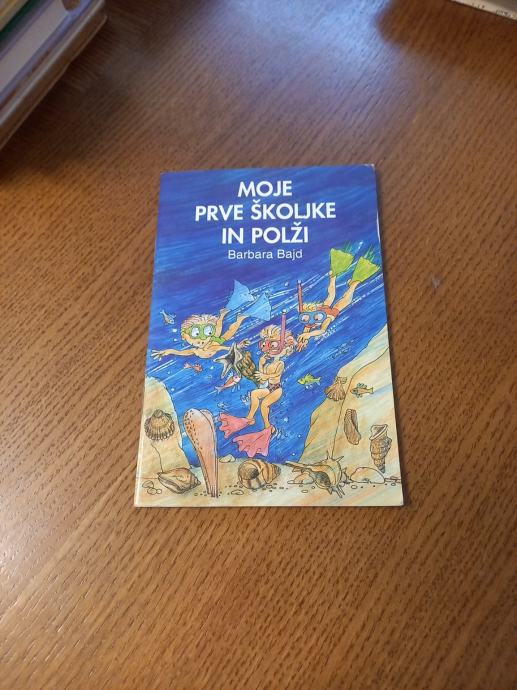 MOJE
PRVE ŠKOLJKE
IN POLŽI
Barbara Bajd